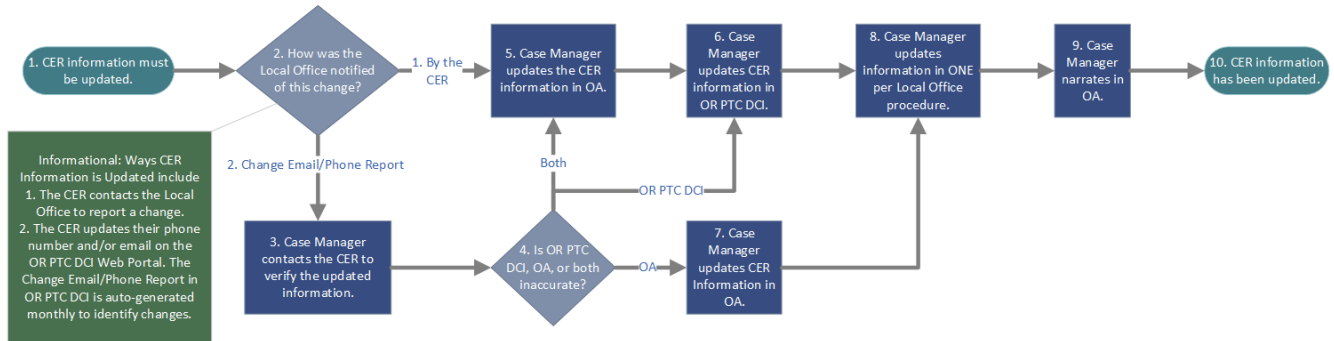 1. CER information must
be updated.
2. How was the
Local Office notified
of this change?
1. By the
CER
5. Case Manager
updates the CER
information in OA.
6. Case
Manager
updates CER
information in
OR PTC DCI.
8. Case Manager
updates
information in ONE
per Local Office
procedure.
9. Case
Manager
narrates in
OA.
10. CER information
has been updated.
Informational: Ways CER
Information is Updated include
1. The CER contacts the Local
Office to report a change.
2. The CER updates their phone
number and/or email on the
OR PTC DCI Web Portal. The
Change Email/Phone Report in
OR PTC DCI is auto-generated
monthly to identify changes.
2. Change Email/Phone Report
3. Case Manager
contacts the CER to
verify the updated
information.
4. Is OR PTC
DCI, OA, or both
inaccurate?
Both
OR PTC DCI
OA
7. Case
Manager
updates CER
Information in
OA.